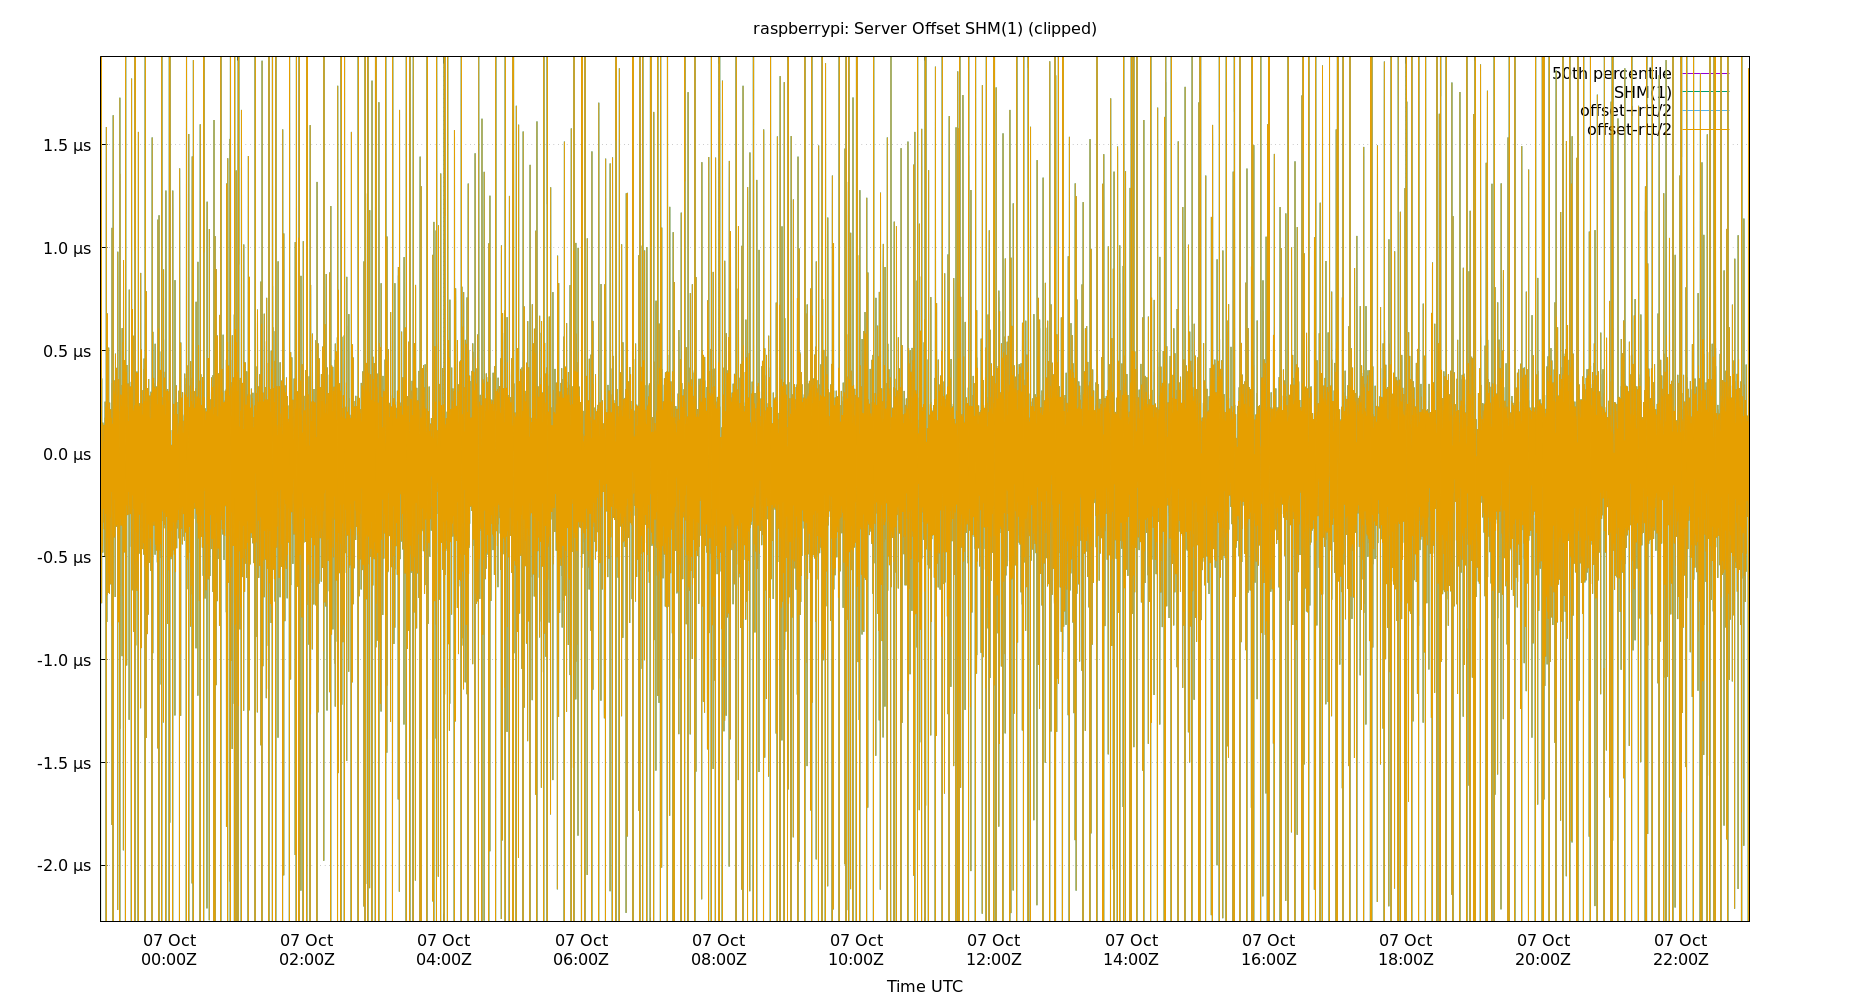 raspberrypi: Server Offset SHM(1) (clipped)
50th percentile
SHM(1)
offset--rtt/2
offset-rtt/2
1.5 µs
1.0 µs
0.5 µs
0.0 µs
-0.5 µs
-1.0 µs
-1.5 µs
-2.0 µs
07 Oct 07 Oct 07 Oct 07 Oct 07 Oct 07 Oct 07 Oct 07 Oct 07 Oct 07 Oct 07 Oct 07 Oct
00:00Z 02:00Z 04:00Z 06:00Z 08:00Z 10:00Z 12:00Z 14:00Z 16:00Z 18:00Z 20:00Z 22:00Z
Time UTC